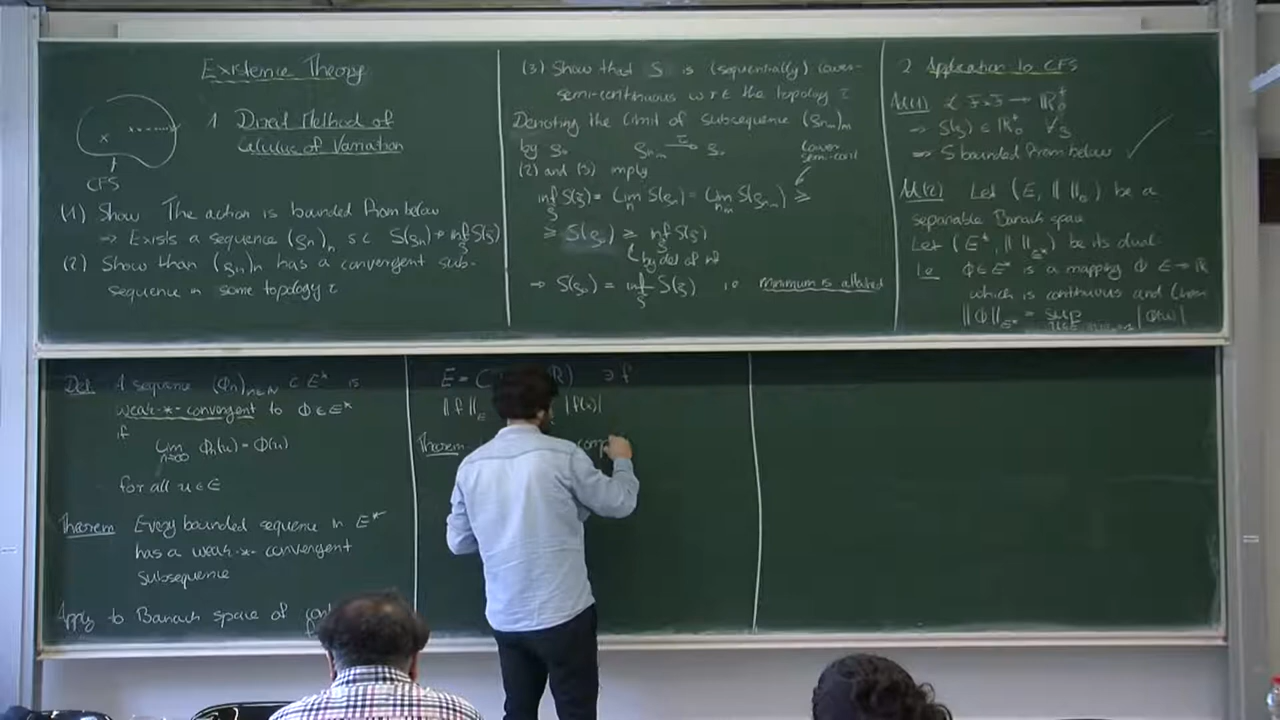 Existence Theory
1 Direct Method of
Calculus of Variation
CFS
(1) Show The action is bounded from below
⇒ Exists a sequence (ρn)n s.t. S(ρn) → inf S(ρ)
ρ
(2) Show than (ρn)n has a convergent sub-
sequence in some topology τ
(3) Show that S is (sequentially) lower-
semi-continuous w r t the topology τ
Denoting the limit of subsequence (ρnm)m
by ρ0 ρnm →τ ρ0
lower
semi-cont
(2) and (3) imply
inf S(ρ) = lim S(ρn) = lim S(ρnm) ≥
ρ n nm
≥ S(ρ0) ≥ inf S(ρ)
ρ
by def of inf
⇒ S(ρ0) = inf S(ρ) i.e. minimum is attained
ρ
2 Application to CFS
Ad(1) L: F×F → ℝ0+
⇒ S(ρ) ∈ ℝ0+ ∀ρ
⇒ S bounded from below ✓
Ad(2) Let (E, || ||E) be a
separable Banach space
Let (E*, || ||E*) be its dual.
i.e. ϕ∈E* is a mapping ϕ E→ℝ
which is continuous and linear
||ϕ||E* = sup |ϕ(u)|
Def. A sequence (ϕn)n∈ℕ ⊂ E* is
weak-*-convergent to ϕ∈E*
if
lim ϕn(u) = ϕ(u)
n→∞
for all u∈E
Theorem Every bounded sequence in E*
has a weak-*-convergent
subsequence
Apply to Banach space of
E = C ℝ) ∋ f
||f||E |f(x)|
Theorem comp